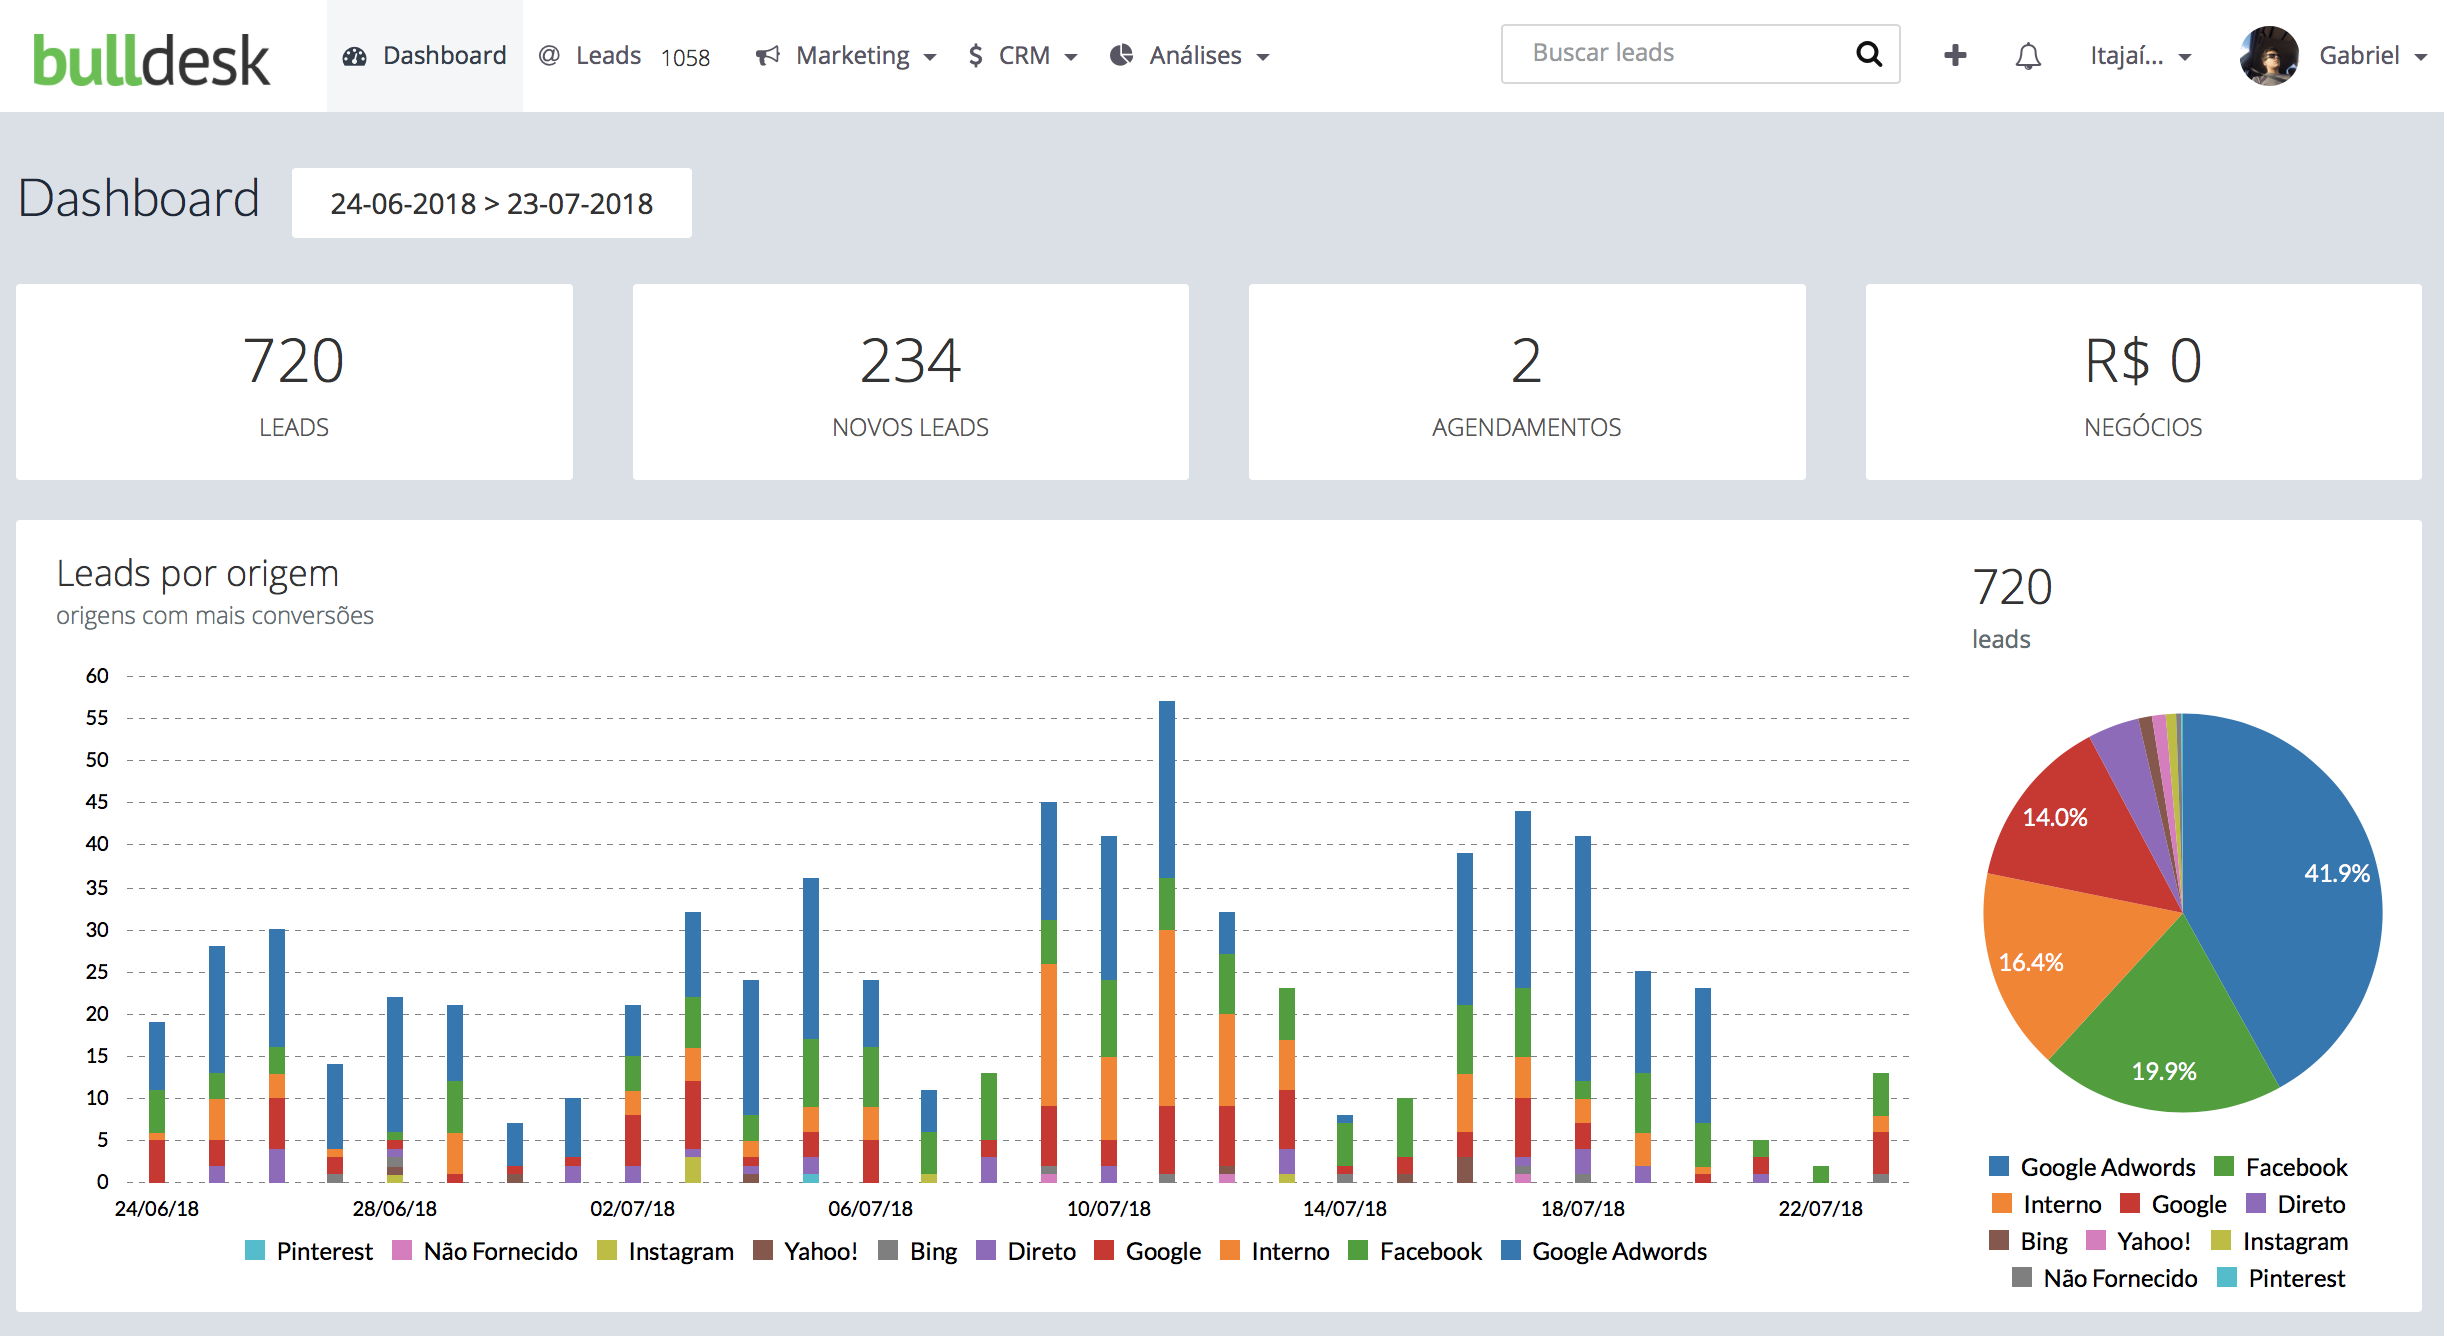 bulldesk Dashboard @ Leads 1058 Marketing $ CRM Análises Buscar leads Itajaí... Gabriel
Dashboard 24-06-2018 > 23-07-2018
720 234 2 R$ 0
LEADS NOVOS LEADS AGENDAMENTOS NEGÓCIOS
Leads por origem
origens com mais conversões
60
55
50
45
40
35
30
25
20
15
10
5
0
24/06/18 28/06/18 02/07/18 06/07/18 10/07/18 14/07/18 18/07/18 22/07/18
Pinterest Não Fornecido Instagram Yahoo! Bing Direto Google Interno Facebook Google Adwords
720
leads
14.0%
41.9%
16.4%
19.9%
Google Adwords Facebook
Interno Google Direto
Bing Yahoo! Instagram
Não Fornecido Pinterest